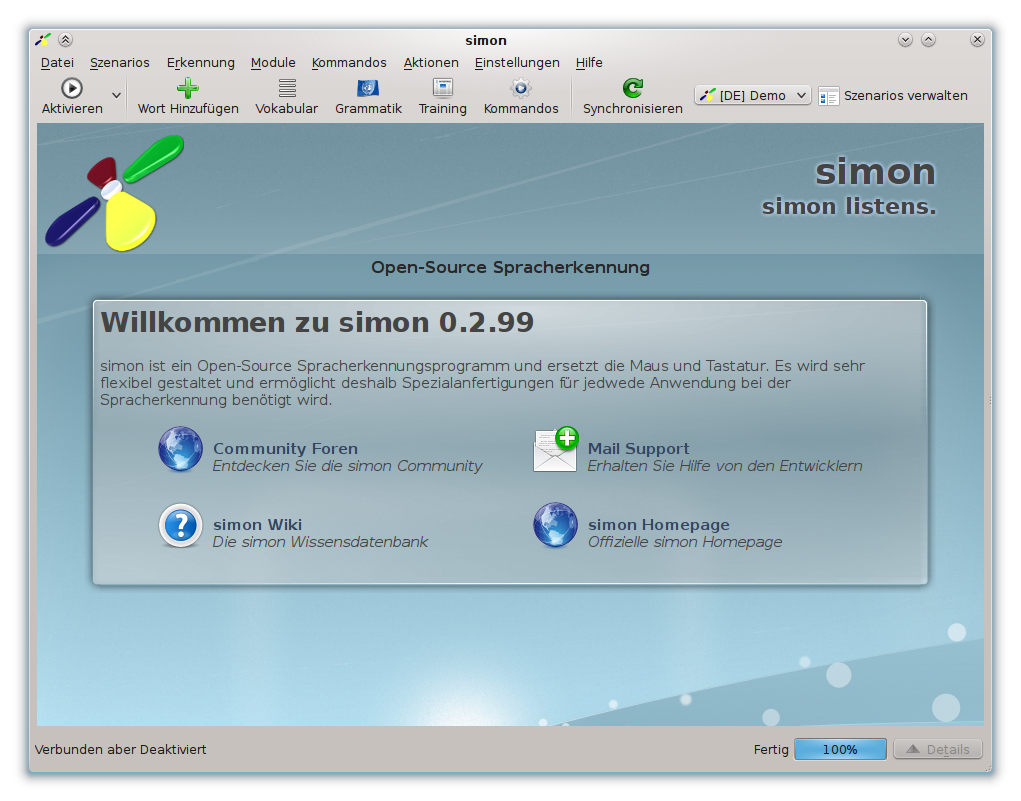 simon
Datei Szenarios Erkennung Module Kommandos Aktionen Einstellungen Hilfe
Aktivieren Wort Hinzufügen Vokabular Grammatik Training Kommandos Synchronisieren [DE] Demo Szenarios verwalten
simon
simon listens.
Open-Source Spracherkennung
Willkommen zu simon 0.2.99
simon ist ein Open-Source Spracherkennungsprogramm und ersetzt die Maus und Tastatur. Es wird sehr
flexibel gestaltet und ermöglicht deshalb Spezialanfertigungen für jedwede Anwendung bei der
Spracherkennung benötigt wird.
Community Foren
Entdecken Sie die simon Community
Mail Support
Erhalten Sie Hilfe von den Entwicklern
simon Wiki
Die simon Wissensdatenbank
simon Homepage
Offizielle simon Homepage
Verbunden aber Deaktiviert Fertig 100% Details